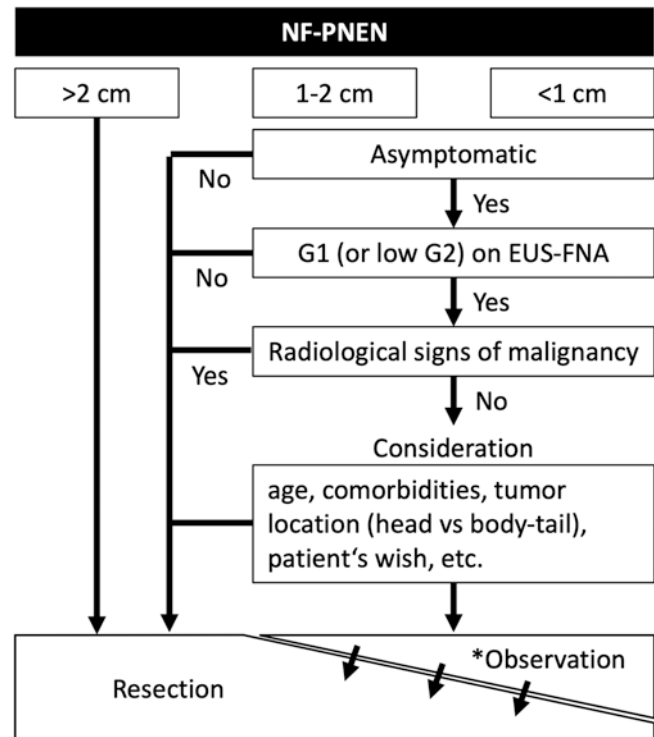 NF-PNEN
>2 cm
1-2 cm
<1 cm
Asymptomatic
No
Yes
G1 (or low G2) on EUS-FNA
No
Yes
Radiological signs of malignancy
Yes
No
Consideration
age, comorbidities, tumor
location (head vs body-tail),
patient‘s wish, etc.
*Observation
Resection